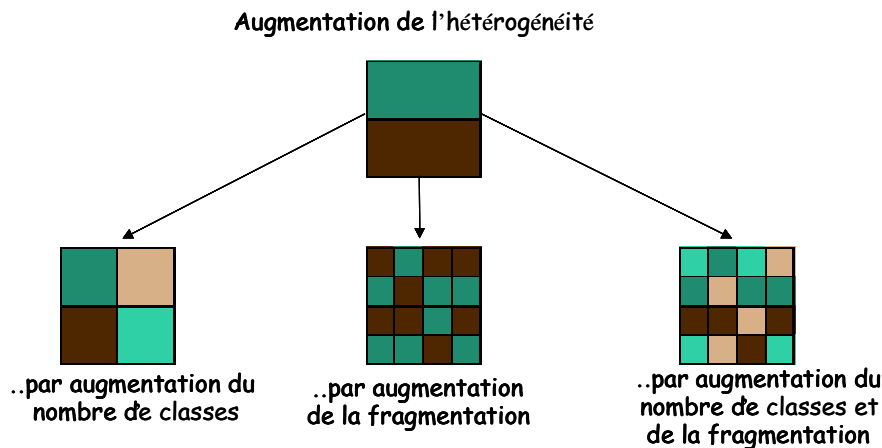 Augmentation de l'hétérogénéité
..par augmentation du
nombre de classes
..par augmentation
de la fragmentation
..par augmentation du
nombre de classes et
de la fragmentation